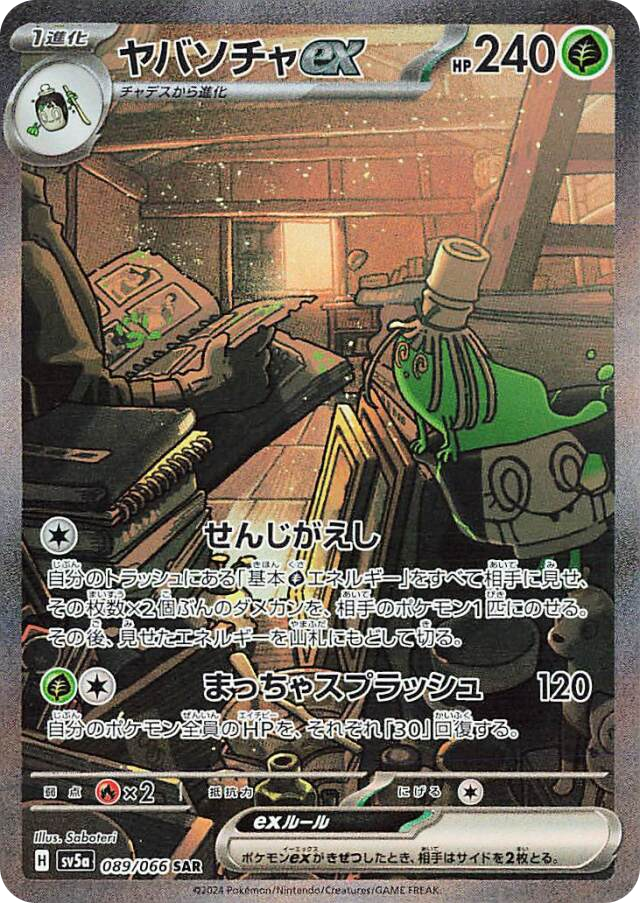 1進化
ヤバソチャex
HP240
チャデスから進化
せんじがえし
自分のトラッシュにある「基本エネルギー」をすべて相手に見せ、
その枚数×2個ぶんのダメカンを、相手のポケモン1匹にのせる。
その後、見せたエネルギーを山札にもどして切る。
まっちゃスプラッシュ 120
自分のポケモン全員のHPを、それぞれ「30」回復する。
弱点 ×2 抵抗力 にげる
exルール
ポケモンexがきぜつしたとき、相手はサイドを2枚とる。
Illus. Saboteri
H sv5a 089/066 SAR
©2024 Pokémon/Nintendo/Creatures/GAME FREAK.